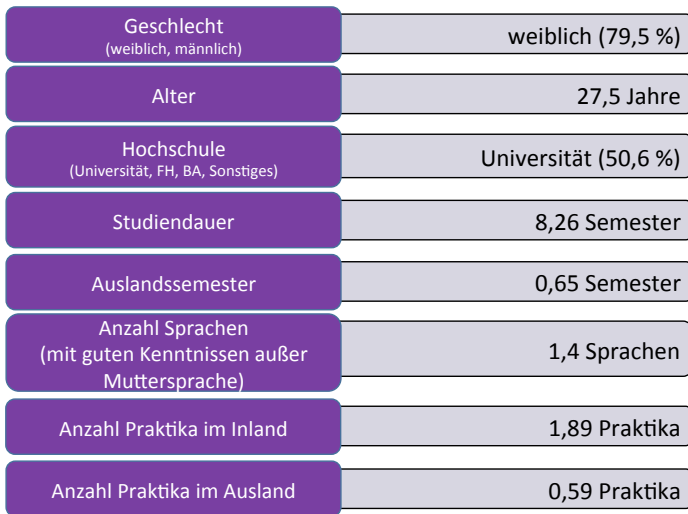 Geschlecht
(weiblich, männlich)
weiblich (79,5 %)
Alter
27,5 Jahre
Hochschule
(Universität, FH, BA, Sonstiges)
Universität (50,6 %)
Studiendauer
8,26 Semester
Auslandssemester
0,65 Semester
Anzahl Sprachen
(mit guten Kenntnissen außer
Muttersprache)
1,4 Sprachen
Anzahl Praktika im Inland
1,89 Praktika
Anzahl Praktika im Ausland
0,59 Praktika